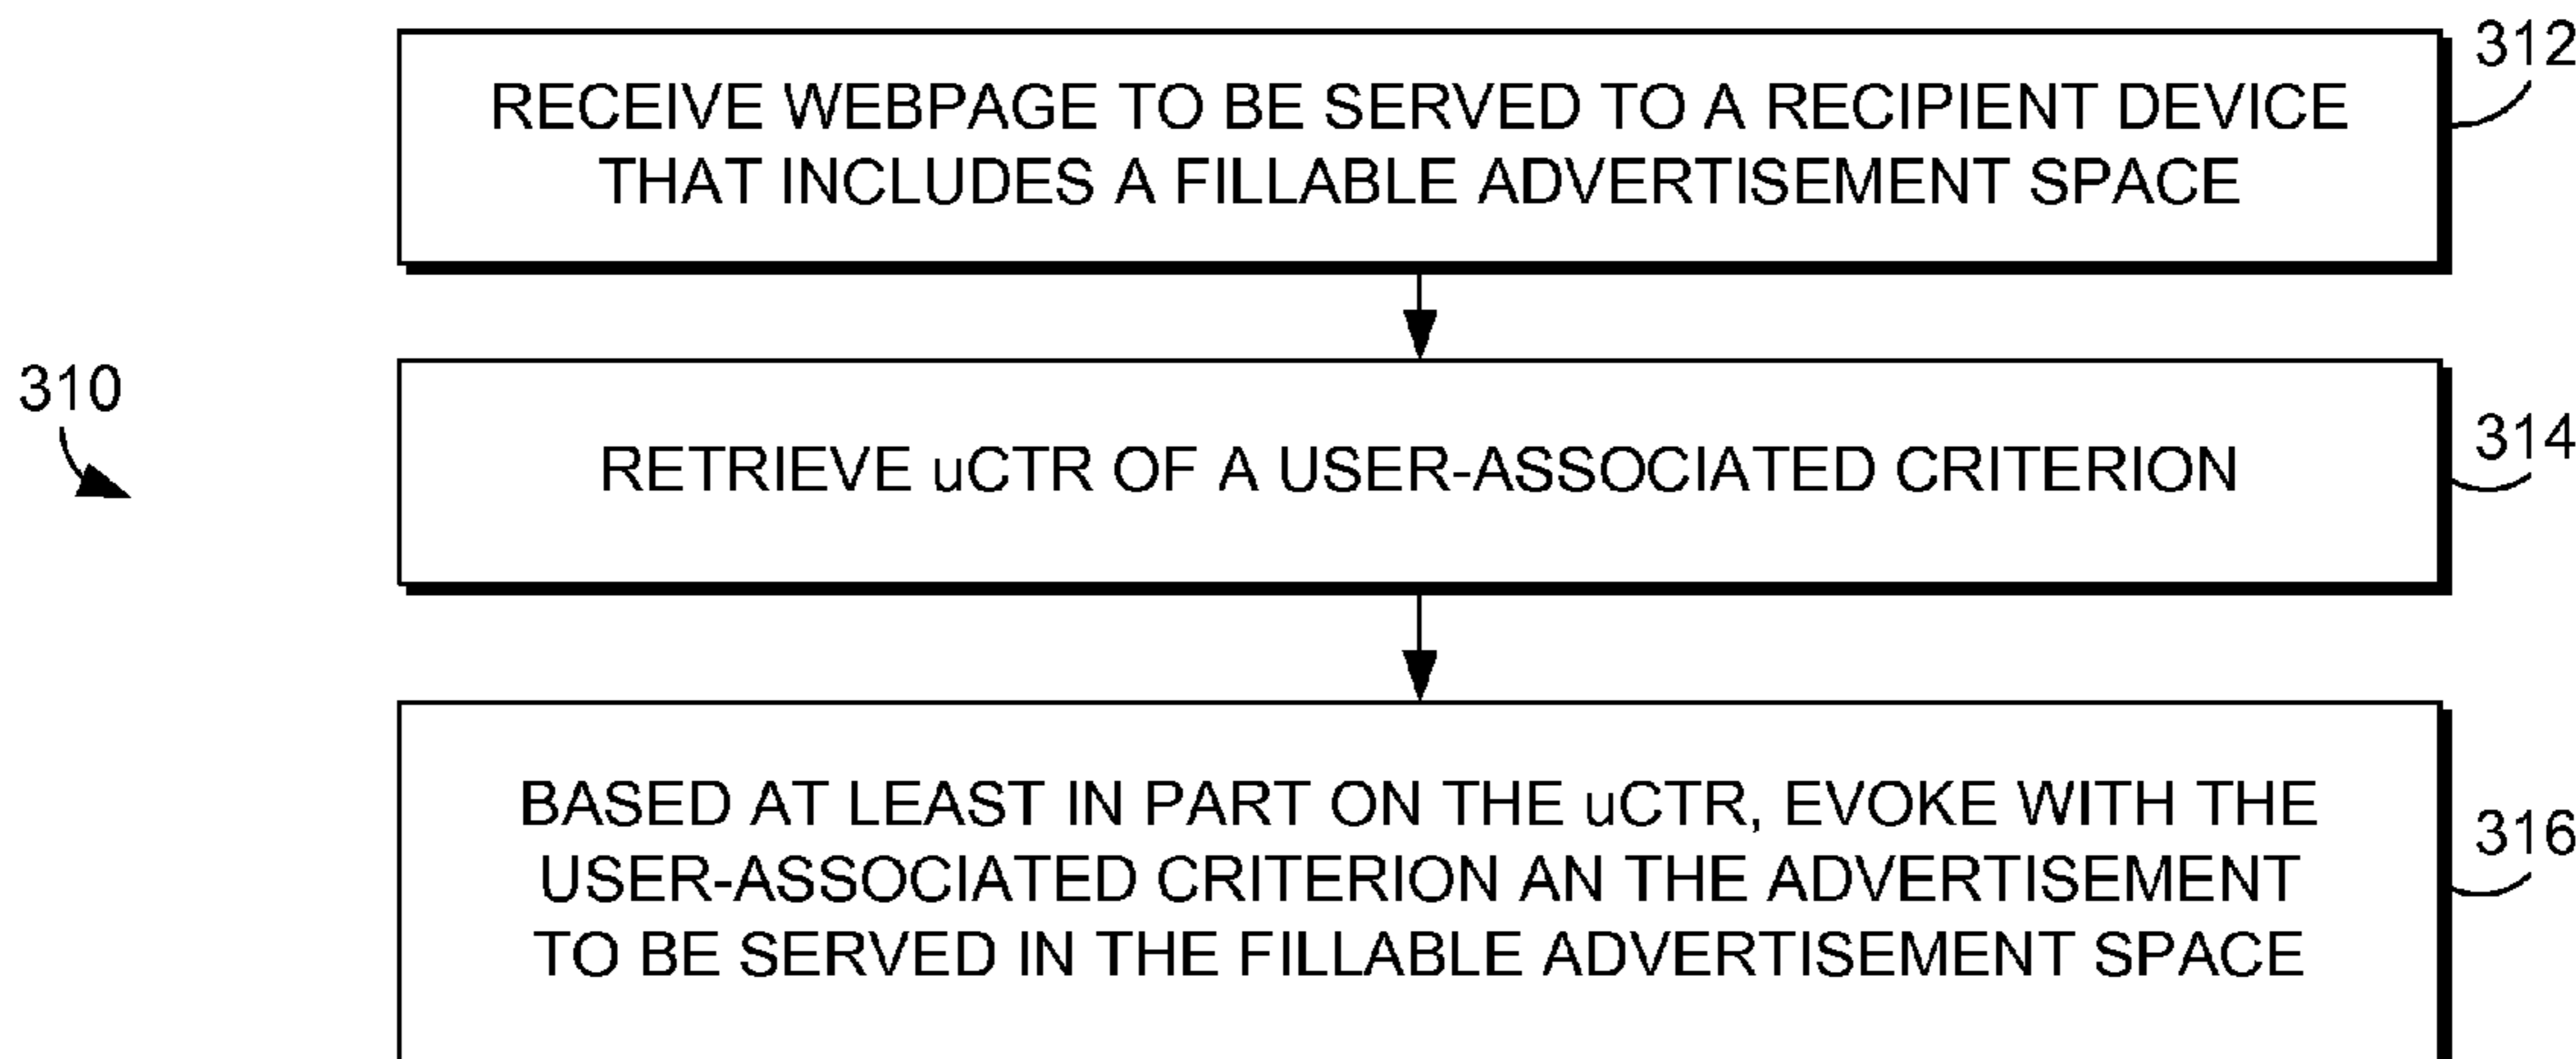 RECEIVE WEBPAGE TO BE SERVED TO A RECIPIENT DEVICE
THAT INCLUDES A FILLABLE ADVERTISEMENT SPACE
312
310
RETRIEVE uCTR OF A USER-ASSOCIATED CRITERION
314
BASED AT LEAST IN PART ON THE uCTR, EVOKE WITH THE
USER-ASSOCIATED CRITERION AN THE ADVERTISEMENT
TO BE SERVED IN THE FILLABLE ADVERTISEMENT SPACE
316